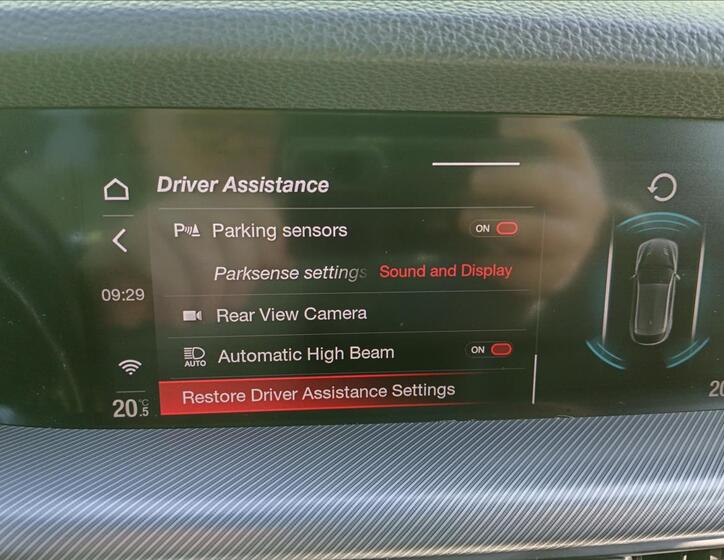 Driver Assistance
P Parking sensors ON
Parksense settings Sound and Display
09:29
Rear View Camera
AUTO Automatic High Beam ON
Restore Driver Assistance Settings
20.5 °C
20